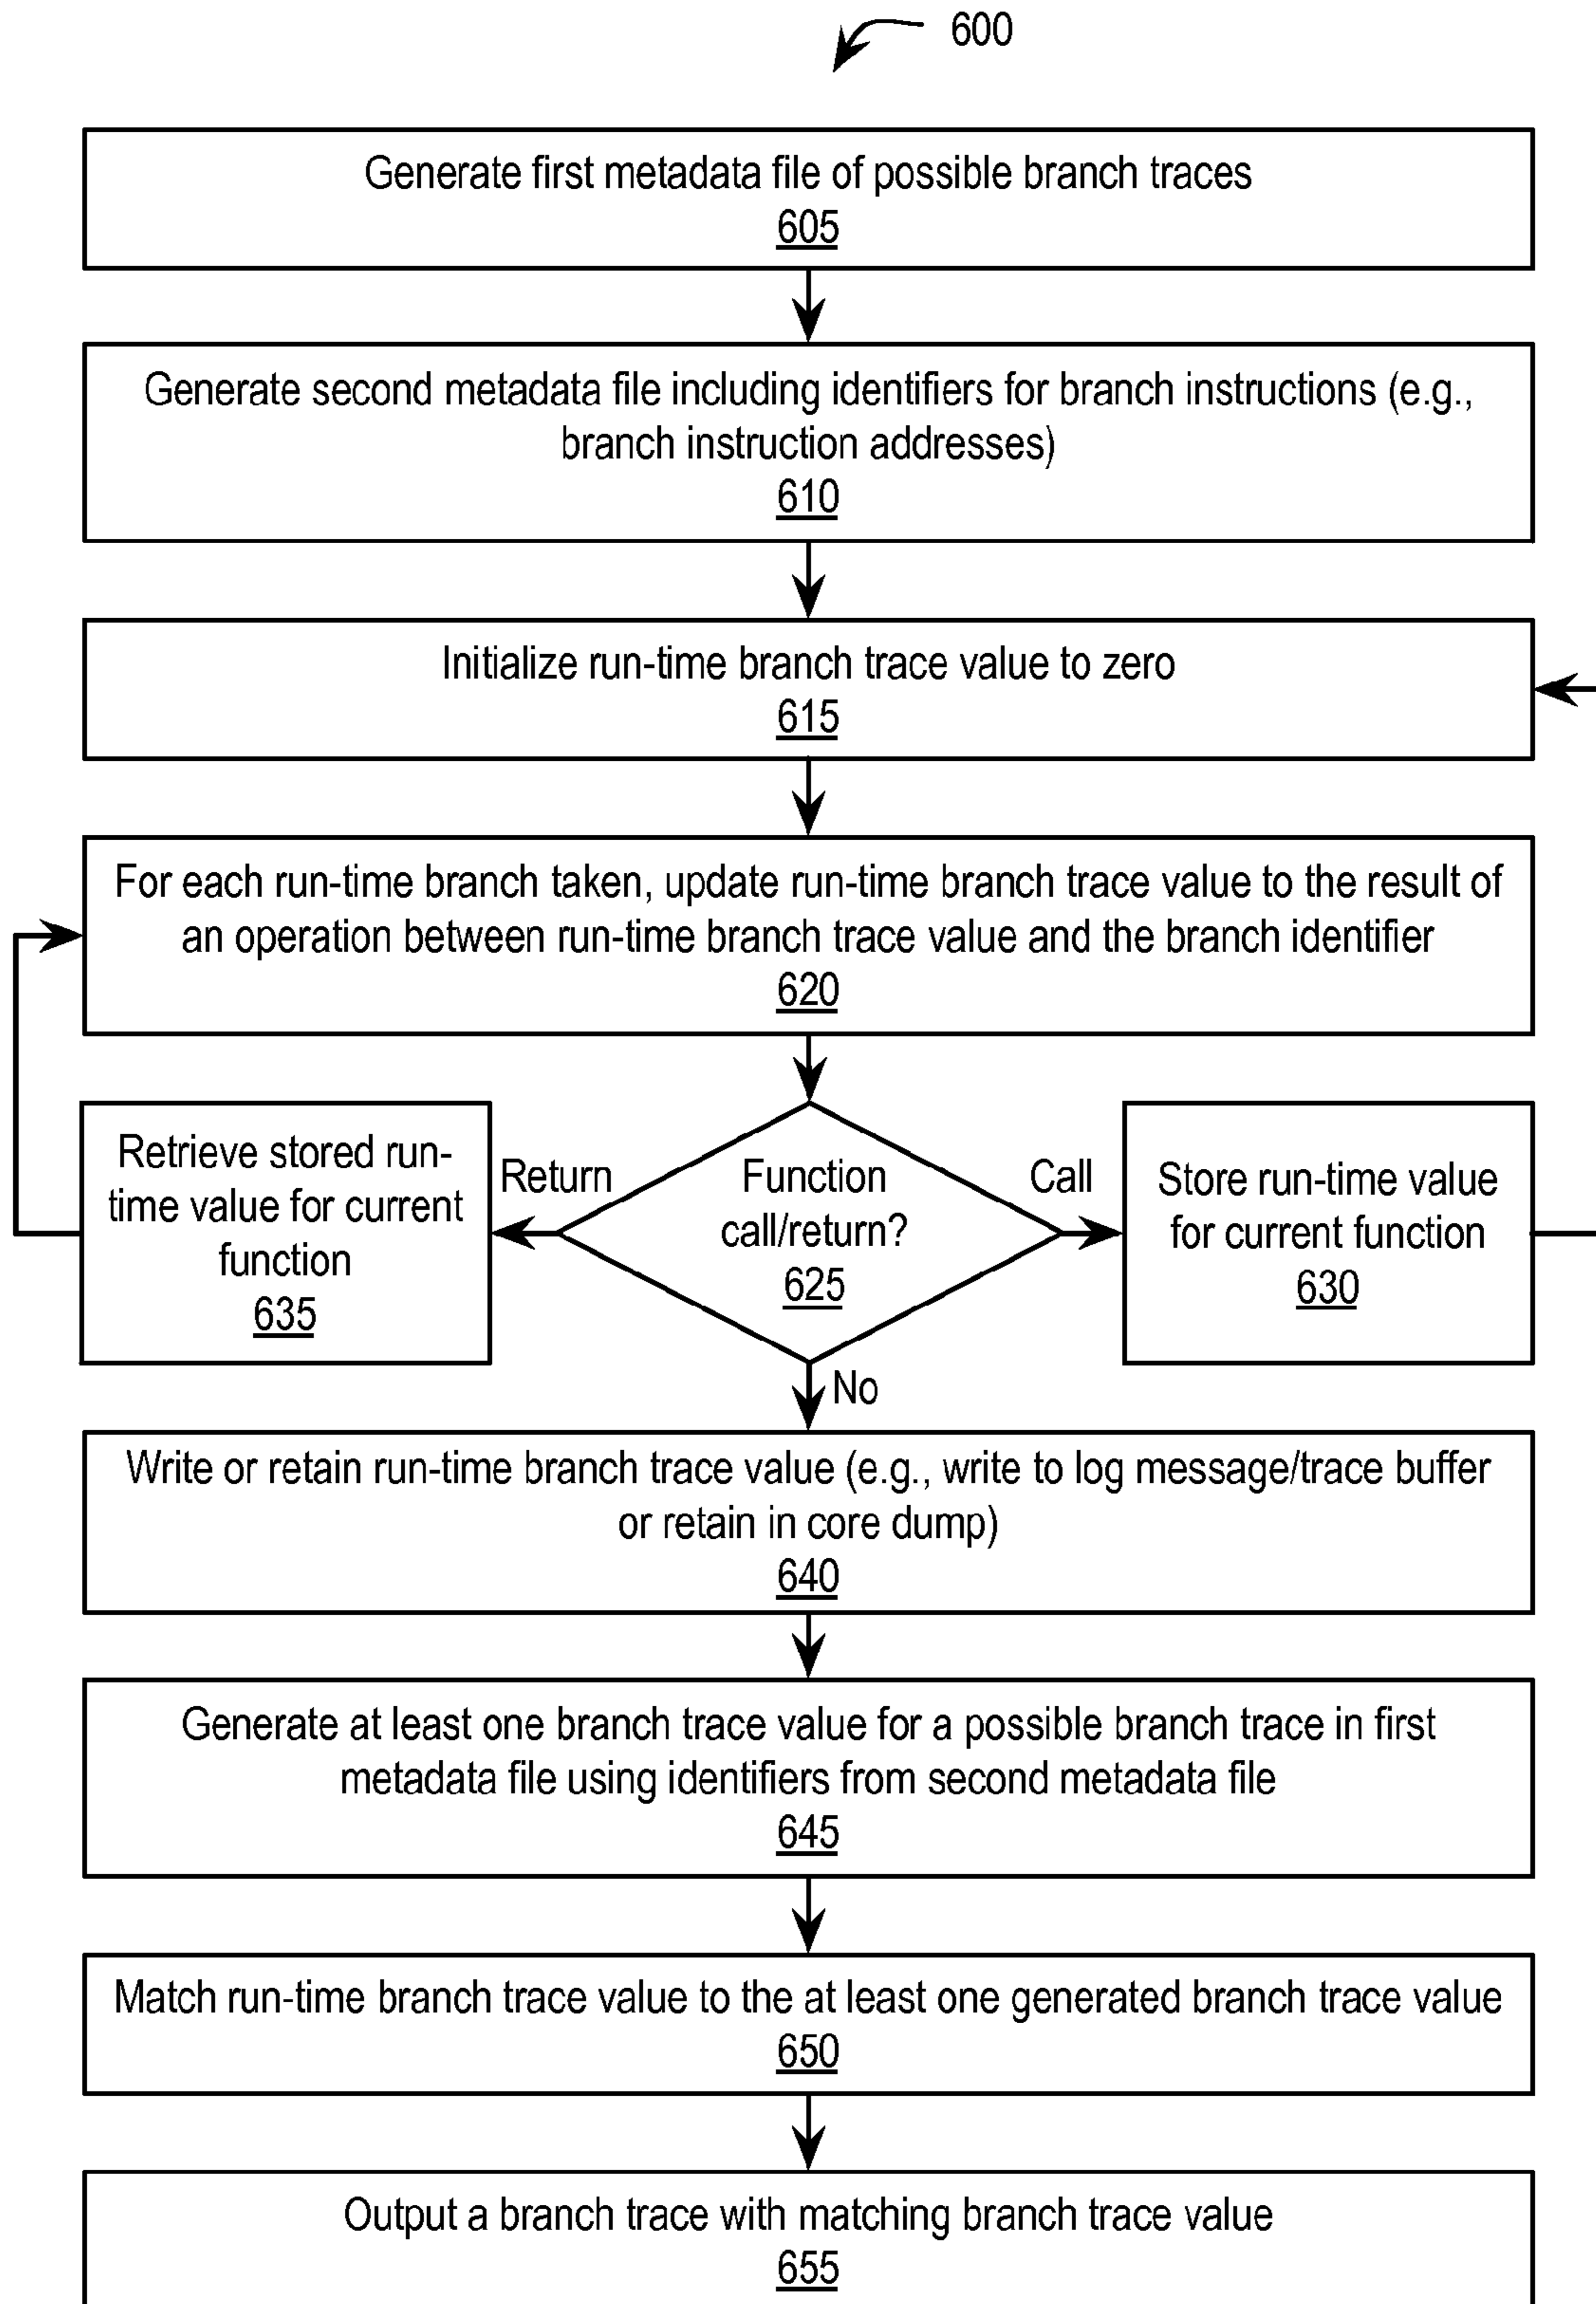 600
Generate first metadata file of possible branch traces
605
Generate second metadata file including identifiers for branch instructions (e.g.,
branch instruction addresses)
610
Initialize run-time branch trace value to zero
615
For each run-time branch taken, update run-time branch trace value to the result of
an operation between run-time branch trace value and the branch identifier
620
Retrieve stored run-
time value for current
function
635
Return
Function
call/return?
625
Call
Store run-time value
for current function
630
No
Write or retain run-time branch trace value (e.g., write to log message/trace buffer
or retain in core dump)
640
Generate at least one branch trace value for a possible branch trace in first
metadata file using identifiers from second metadata file
645
Match run-time branch trace value to the at least one generated branch trace value
650
Output a branch trace with matching branch trace value
655